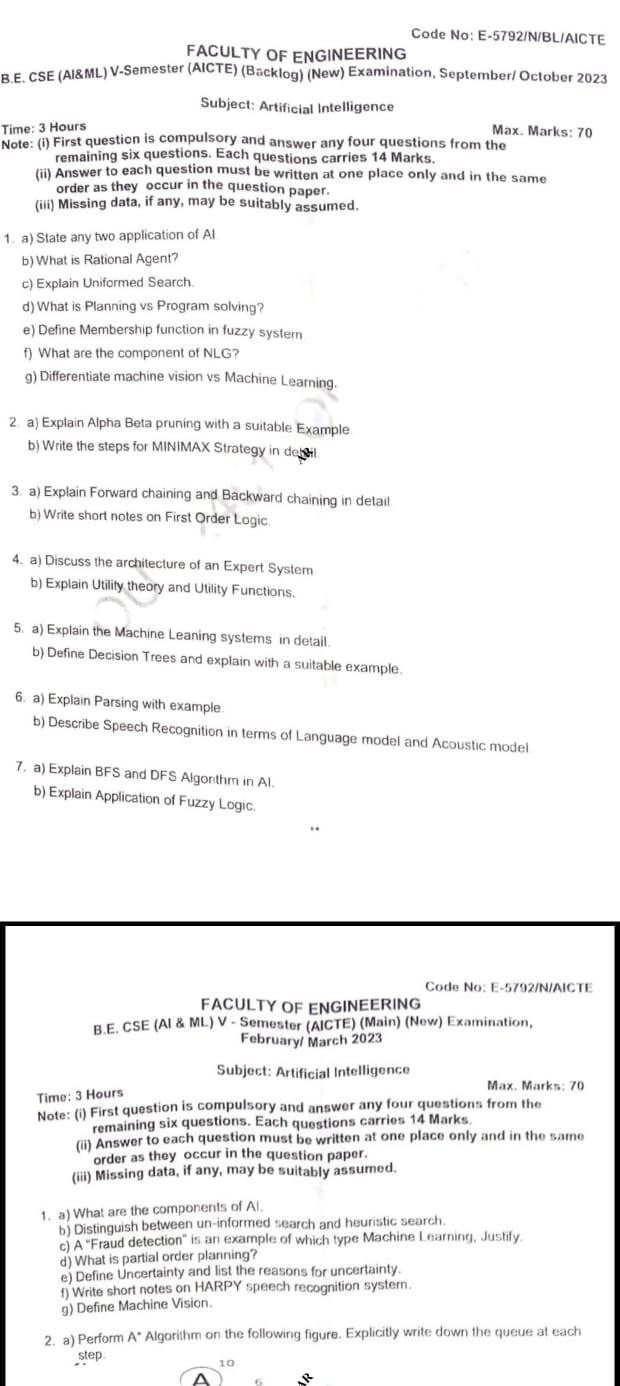 Code No: E-5792/N/BL/AICTE
FACULTY OF ENGINEERING
B.E. CSE (AI&ML) V-Semester (AICTE) (Backlog) (New) Examination, September/ October 2023
Subject: Artificial Intelligence
Time: 3 Hours
Max. Marks: 70
Note: (i) First question is compulsory and answer any four questions from the
remaining six questions. Each questions carries 14 Marks.
(ii) Answer to each question must be written at one place only and in the same
order as they occur in the question paper.
(iii) Missing data, if any, may be suitably assumed.
1. a) State any two application of AI
b) What is Rational Agent?
c) Explain Uniformed Search.
d) What is Planning vs Program solving?
e) Define Membership function in fuzzy system
f) What are the component of NLG?
g) Differentiate machine vision vs Machine Learning.
2. a) Explain Alpha Beta pruning with a suitable Example
b) Write the steps for MINIMAX Strategy in
3. a) Explain Forward chaining and Backward chaining in detail
b) Write short notes on First Order Logic.
4. a) Discuss the architecture of an Expert System
b) Explain Utility theory and Utility Functions.
5. a) Explain the Machine Leaning systems in detail.
b) Define Decision Trees and explain with a suitable example.
6. a) Explain Parsing with example
b) Describe Speech Recognition in terms of Language model and Acoustic model
7. a) Explain BFS and DFS Algorithm in AI.
b) Explain Application of Fuzzy Logic.
**
Code No: E-5792/N/AICTE
FACULTY OF ENGINEERING
B.E. CSE (AI & ML) V - Semester (AICTE) (Main) (New) Examination,
February/ March 2023
Subject: Artificial Intelligence
Time: 3 Hours
Max. Marks: 70
Note: (i) First question is compulsory and answer any four questions from the
remaining six questions. Each questions carries 14 Marks.
(ii) Answer to each question must be written at one place only and in the same
order as they occur in the question paper.
(iii) Missing data, if any, may be suitably assumed.
1. a) What are the components of AI.
b) Distinguish between un-informed search and heuristic search.
c) A "Fraud detection" is an example of which type Machine Learning, Justify.
d) What is partial order planning?
e) Define Uncertainty and list the reasons for uncertainty.
f) Write short notes on HARPY speech recognition system.
g) Define Machine Vision.
2. a) Perform A* Algorithm on the following figure. Explicitly write down the queue at each
step.
10
A